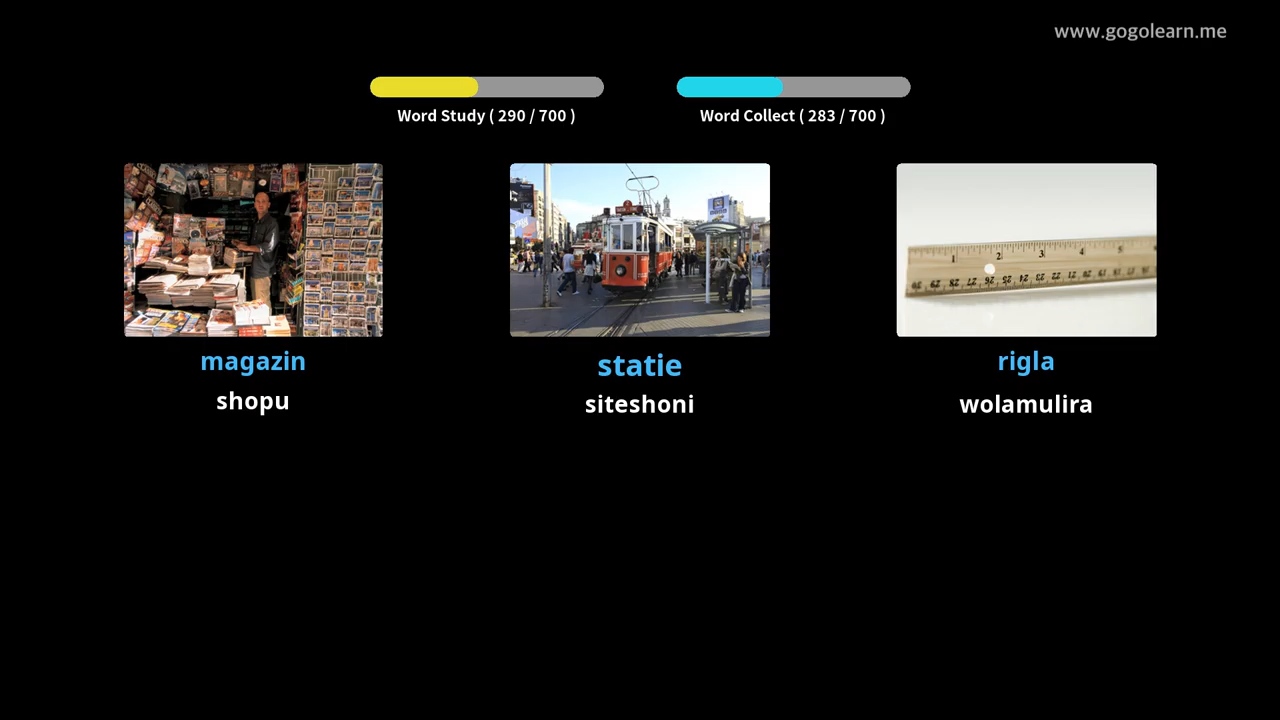 www.gogolearn.me
Word Study ( 290 / 700 )
Word Collect ( 283 / 700 )
magazin
statie
rigla
shopu
siteshoni
wolamulira